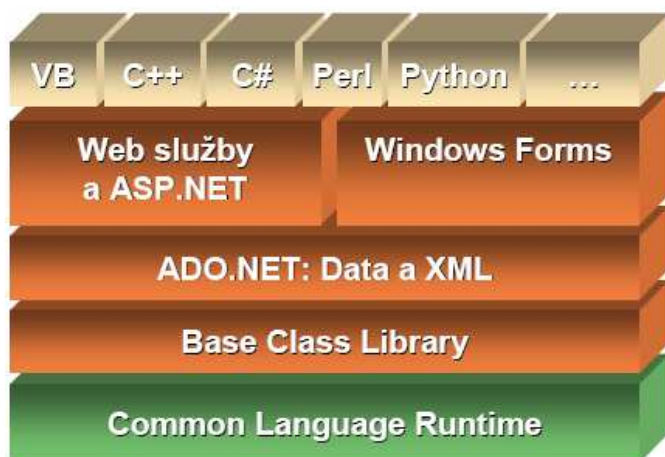 VB C++ C# Perl Python ...
Web služby
a ASP.NET
Windows Forms
ADO.NET: Data a XML
Base Class Library
Common Language Runtime